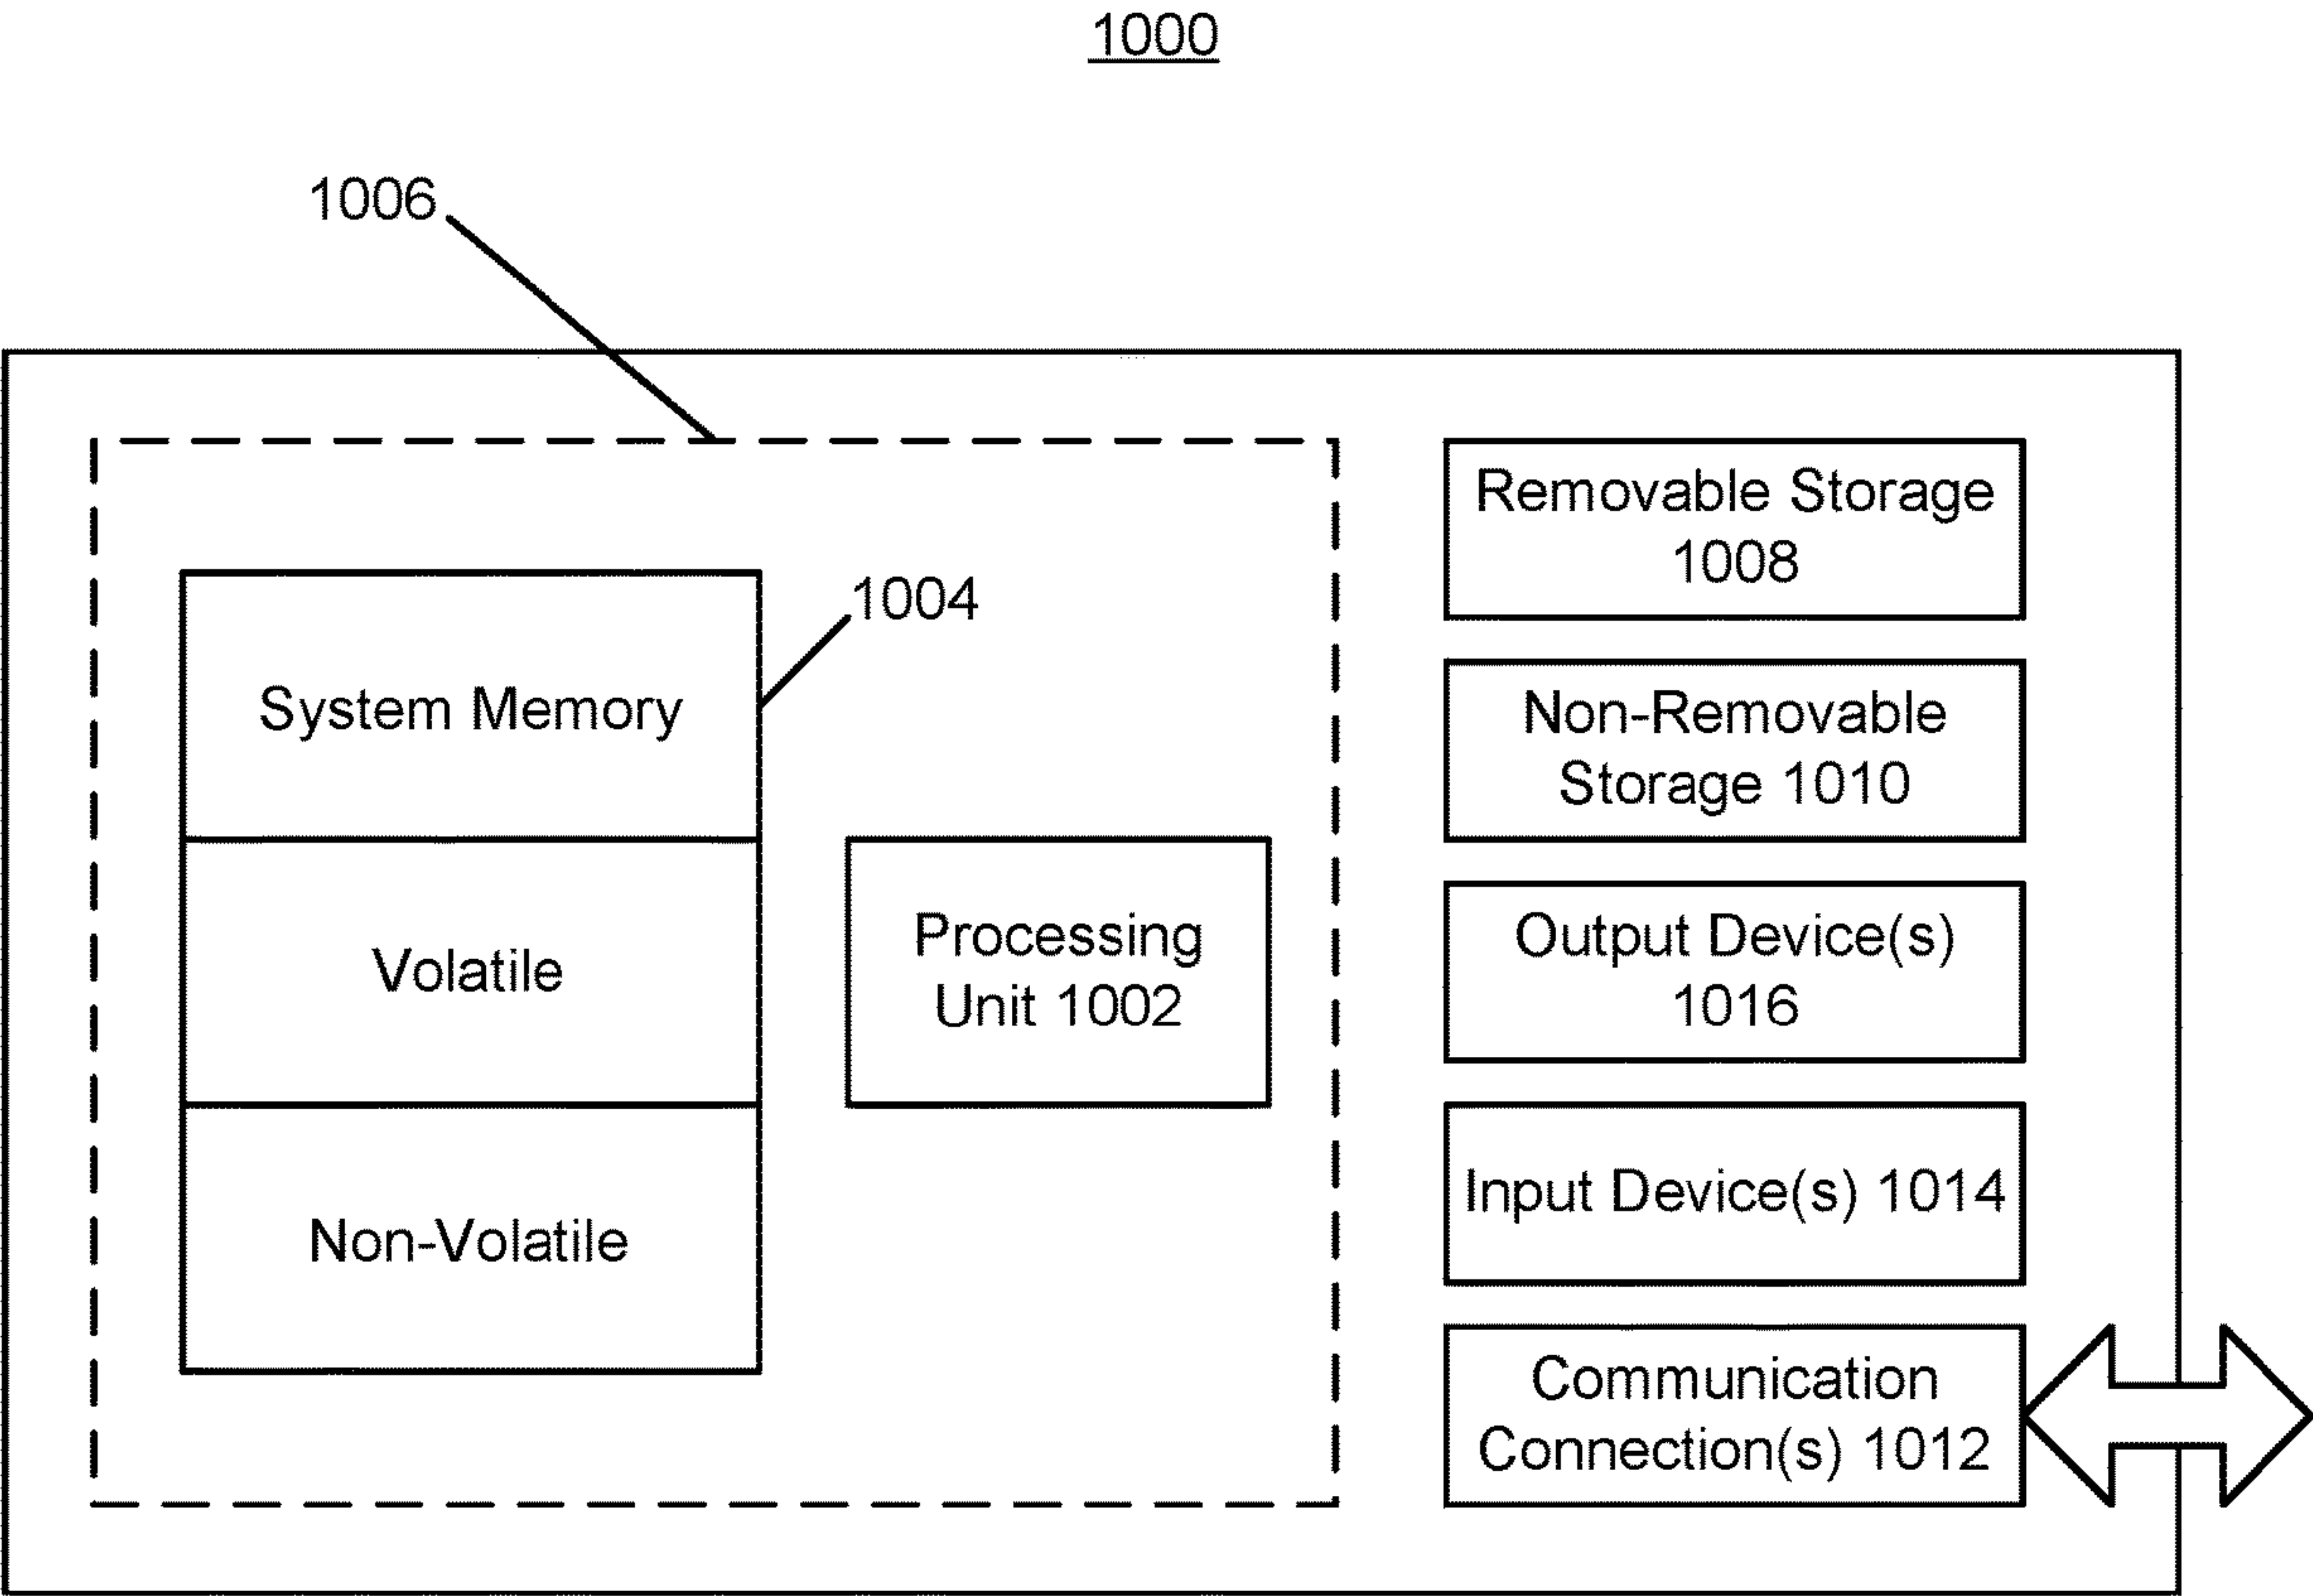 1000
1006
1004
System Memory
Volatile
Non-Volatile
Processing
Unit 1002
Removable Storage
1008
Non-Removable
Storage 1010
Output Device(s)
1016
Input Device(s) 1014
Communication
Connection(s) 1012